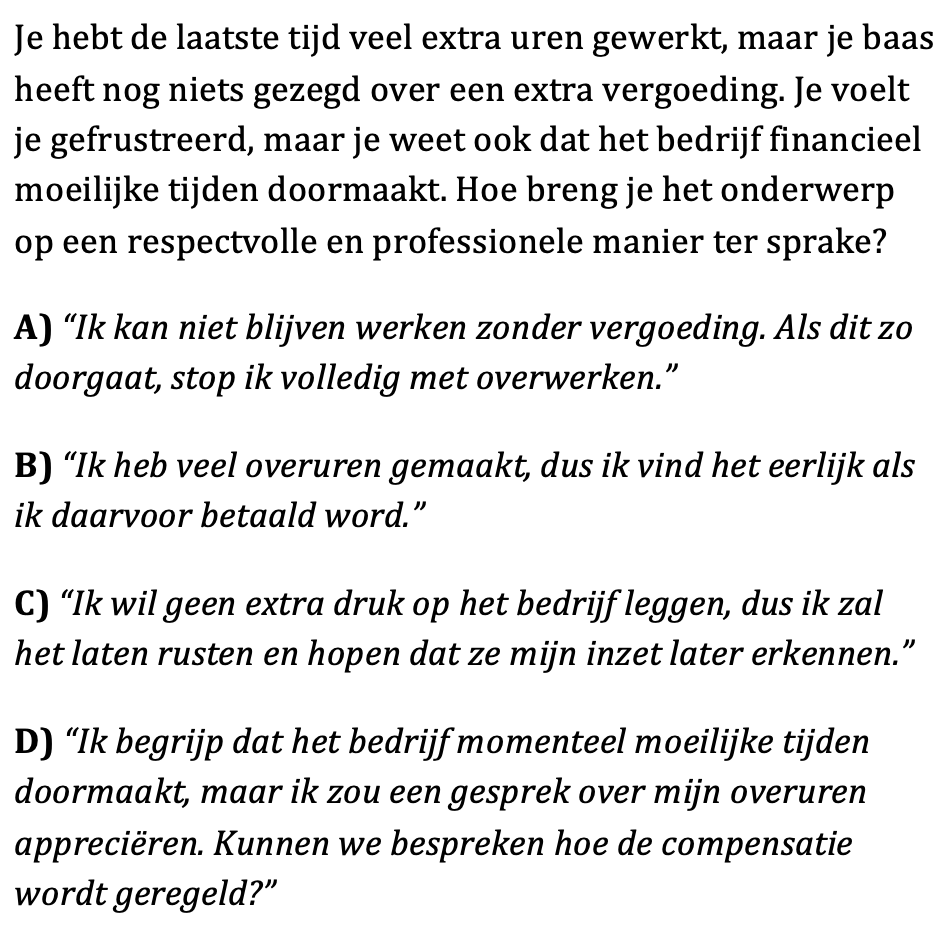 Je hebt de laatste tijd veel extra uren gewerkt, maar je baas
heeft nog niets gezegd over een extra vergoeding. Je voelt
je gefrustreerd, maar je weet ook dat het bedrijf financieel
moeilijke tijden doormaakt. Hoe breng je het onderwerp
op een respectvolle en professionele manier ter sprake?
A) “Ik kan niet blijven werken zonder vergoeding. Als dit zo
doorgaat, stop ik volledig met overwerken.”
B) “Ik heb veel overuren gemaakt, dus ik vind het eerlijk als
ik daarvoor betaald word.”
C) “Ik wil geen extra druk op het bedrijf leggen, dus ik zal
het laten rusten en hopen dat ze mijn inzet later erkennen.”
D) “Ik begrijp dat het bedrijf momenteel moeilijke tijden
doormaakt, maar ik zou een gesprek over mijn overuren
appreciëren. Kunnen we bespreken hoe de compensatie
wordt geregeld?”